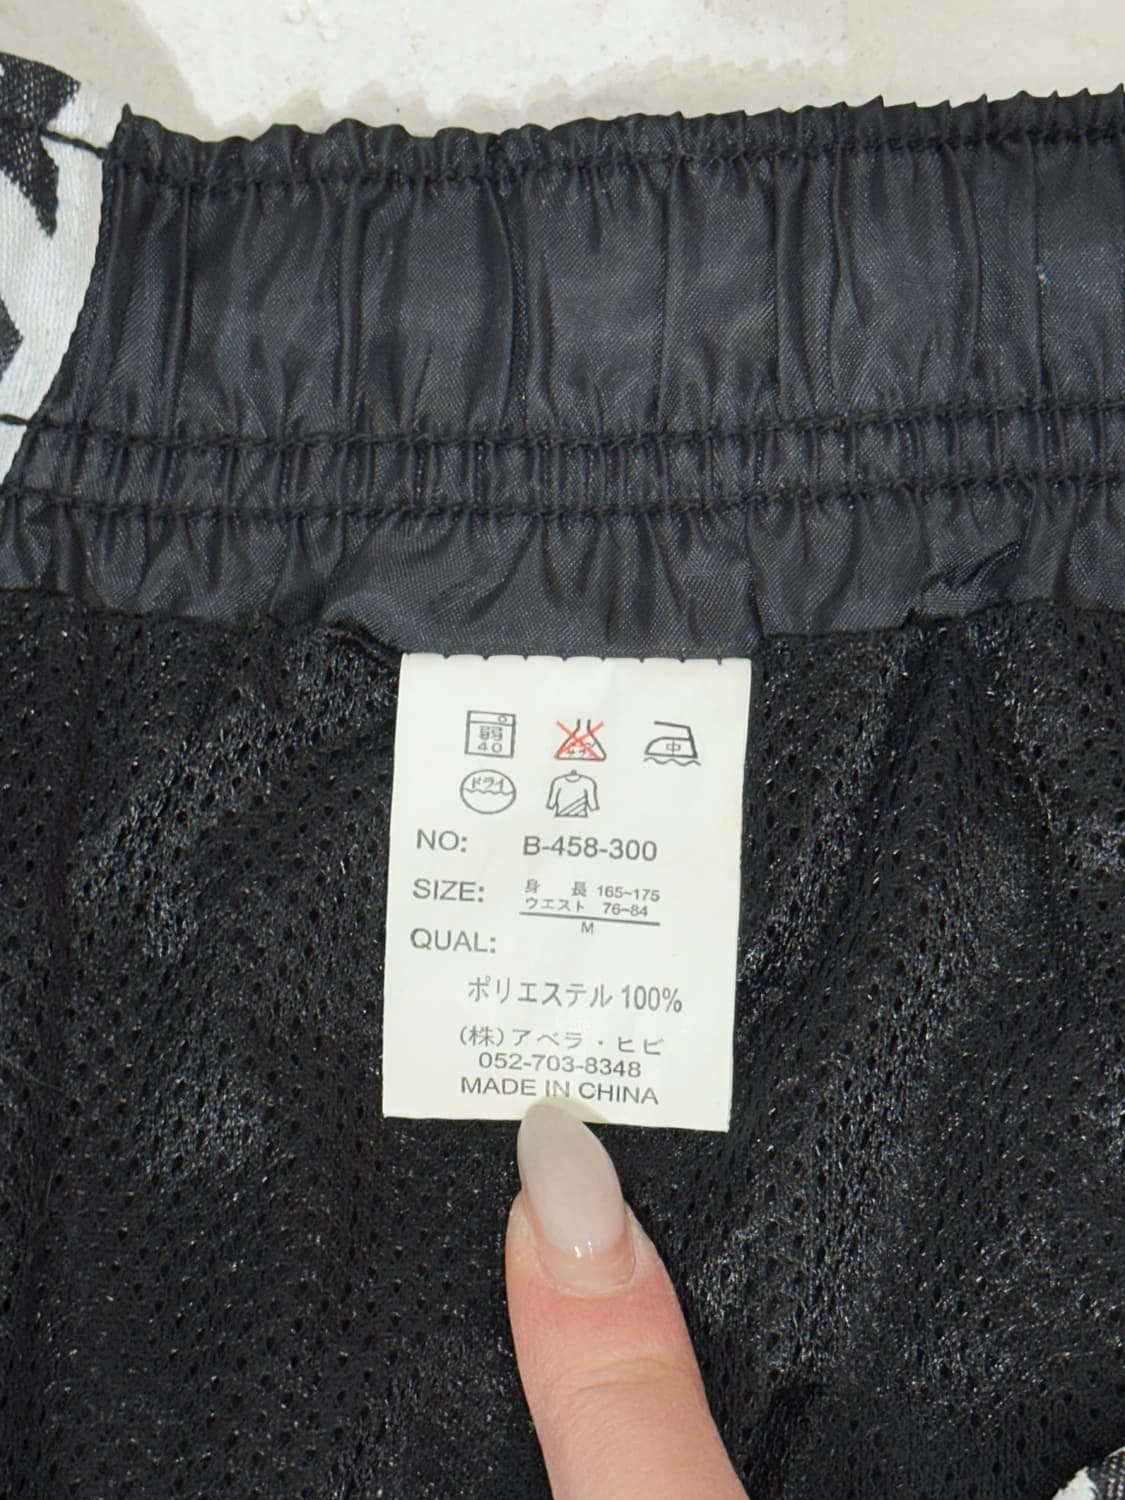 弱
40
中
ドライ
NO: B-458-300
SIZE: 身 長 165~175
ウエスト 76~84
M
QUAL:
ポリエステル 100%
(株)アベラ・ヒビ
052-703-8348
MADE IN CHINA